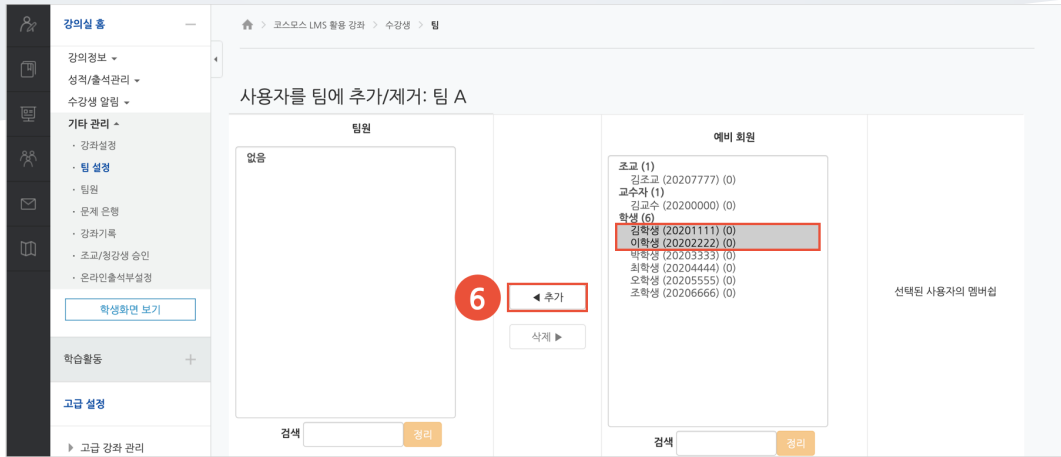 강의실 홈
강의정보
성적/출석관리
수강생 알림
기타 관리
· 강좌설정
· 팀 설정
· 팀원
· 문제 은행
· 강좌기록
· 조교/청강생 승인
· 온라인출석부설정
학생화면 보기
학습활동
고급 설정
고급 강좌 관리
코스모스 LMS 활용 강좌 > 수강생 > 팀
사용자를 팀에 추가/제거: 팀 A
팀원
없음
검색
정리
6
◀ 추가
삭제 ▶
예비 회원
조교 (1)
김조교 (20207777) (0)
교수자 (1)
김교수 (20200000) (0)
학생 (6)
김학생 (20201111) (0)
이학생 (20202222) (0)
박학생 (20203333) (0)
최학생 (20204444) (0)
오학생 (20205555) (0)
조학생 (20206666) (0)
검색
정리
선택된 사용자의 멤버쉽